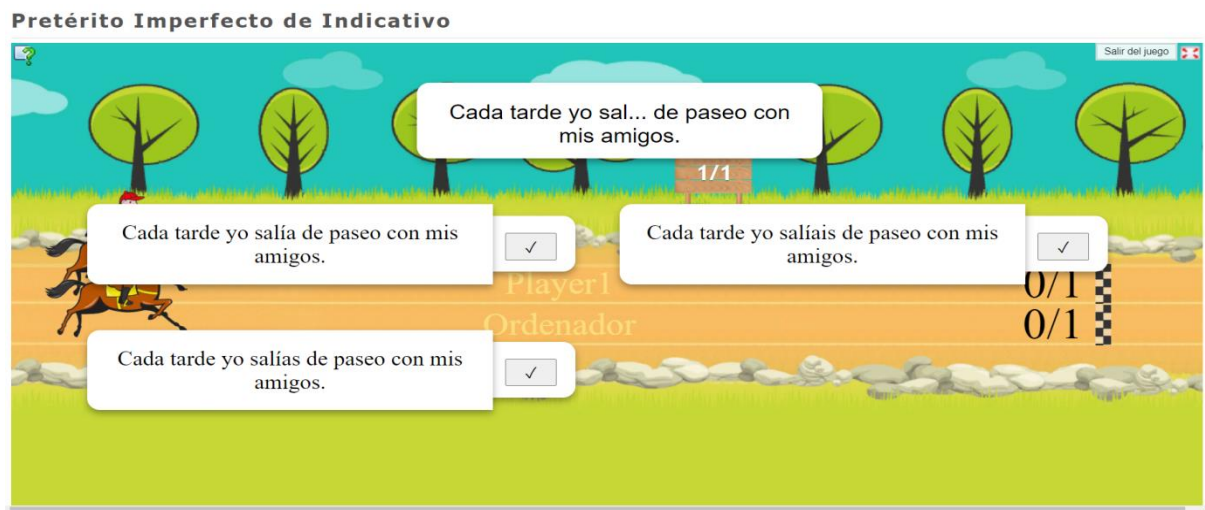 Pretérito Imperfecto de Indicativo
Salir del juego
Cada tarde yo sal... de paseo con
mis amigos.
1/1
Cada tarde yo salía de paseo con mis
amigos.
✓
Cada tarde yo salíais de paseo con mis
amigos.
✓
Player1
0/1
Ordenador
0/1
Cada tarde yo salías de paseo con mis
amigos.
✓